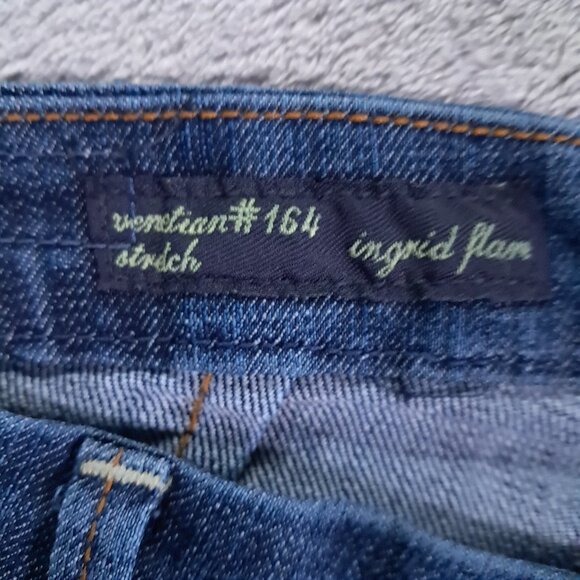 venetian#164
stretch
ingrid flare